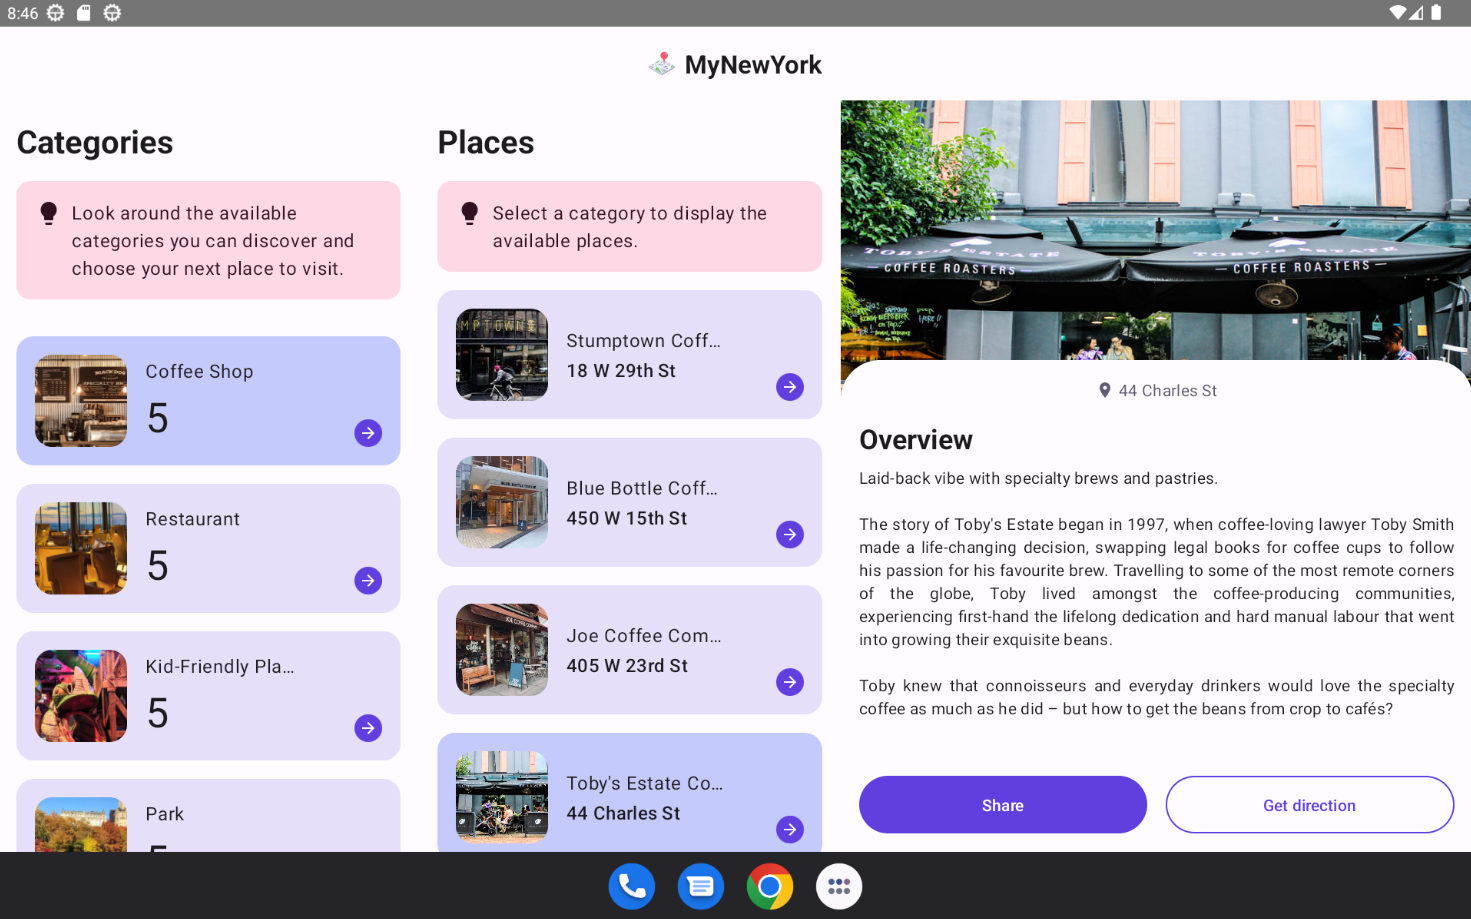 8:46
MyNewYork
Categories
Look around the available
categories you can discover and
choose your next place to visit.
Coffee Shop
5
Restaurant
5
Kid-Friendly Pla...
5
Park
Places
Select a category to display the
available places.
Stumptown Coff...
18 W 29th St
Blue Bottle Coff...
450 W 15th St
Joe Coffee Com...
405 W 23rd St
Toby's Estate Co...
44 Charles St
TOBY'S ESTATE
— COFFEE ROASTERS —
TOBY'S ESTATE
— COFFEE ROASTERS —
44 Charles St
Overview
Laid-back vibe with specialty brews and pastries.
The story of Toby's Estate began in 1997, when coffee-loving lawyer Toby Smith
made a life-changing decision, swapping legal books for coffee cups to follow
his passion for his favourite brew. Travelling to some of the most remote corners
of the globe, Toby lived amongst the coffee-producing communities,
experiencing first-hand the lifelong dedication and hard manual labour that went
into growing their exquisite beans.
Toby knew that connoisseurs and everyday drinkers would love the specialty
coffee as much as he did – but how to get the beans from crop to cafés?
Share
Get direction